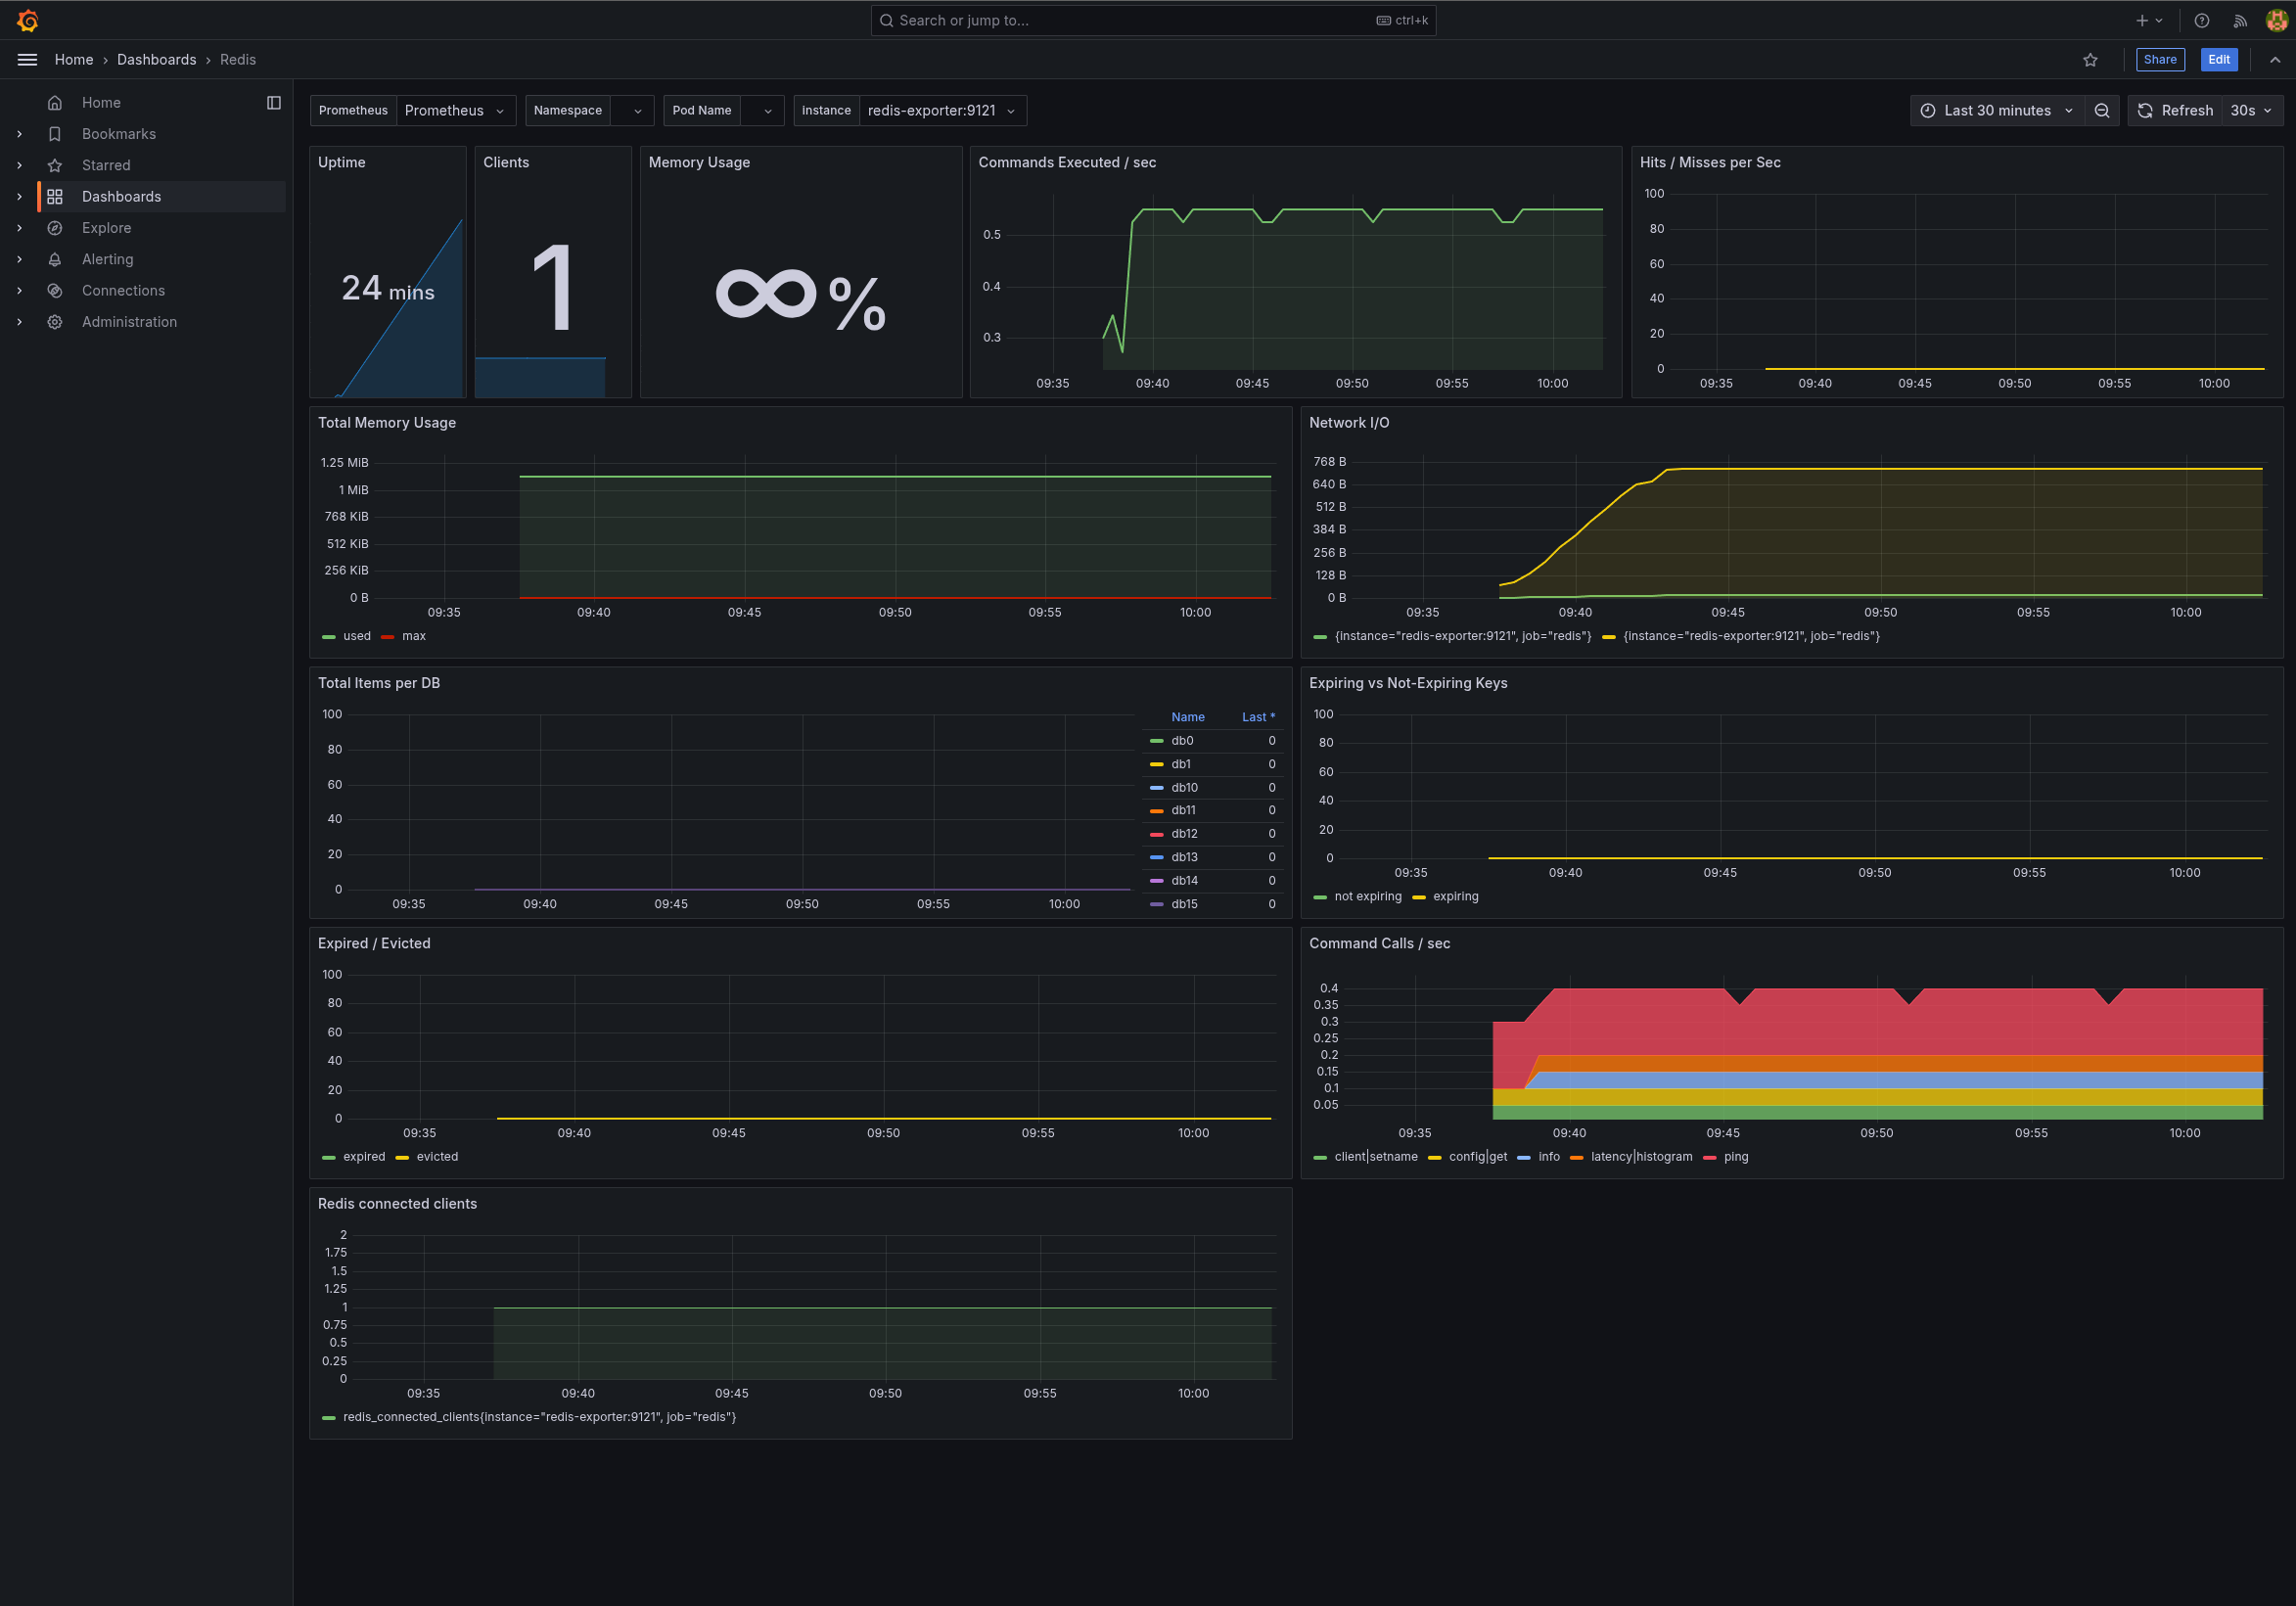 Search or jump to...
ctrl+k
Home › Dashboards › Redis
Share
Edit
Home
Bookmarks
Starred
Dashboards
Explore
Alerting
Connections
Administration
Prometheus Prometheus
Namespace
Pod Name
Instance redis-exporter:9121
Last 30 minutes
Refresh 30s
Uptime
24 mins
Clients
1
Memory Usage
∞%
Commands Executed / sec
0.5
0.4
0.3
09:35 09:40 09:45 09:50 09:55 10:00
Hits / Misses per Sec
100
80
60
40
20
0
09:35 09:40 09:45 09:50 09:55 10:00
Total Memory Usage
1.25 MiB
1 MiB
768 KiB
512 KiB
256 KiB
0 B
09:35 09:40 09:45 09:50 09:55 10:00
used max
Network I/O
768 B
640 B
512 B
384 B
256 B
128 B
0 B
09:35 09:40 09:45 09:50 09:55 10:00
{instance="redis-exporter:9121", job="redis"} {instance="redis-exporter:9121", job="redis"}
Total Items per DB
100
80
60
40
20
0
09:35 09:40 09:45 09:50 09:55 10:00
Name Last *
db0 0
db1 0
db10 0
db11 0
db12 0
db13 0
db14 0
db15 0
Expiring vs Not-Expiring Keys
100
80
60
40
20
0
09:35 09:40 09:45 09:50 09:55 10:00
not expiring expiring
Expired / Evicted
100
80
60
40
20
0
09:35 09:40 09:45 09:50 09:55 10:00
expired evicted
Command Calls / sec
0.4
0.35
0.3
0.25
0.2
0.15
0.1
0.05
09:35 09:40 09:45 09:50 09:55 10:00
client|setname config|get info latency|histogram ping
Redis connected clients
2
1.75
1.5
1.25
1
0.75
0.5
0.25
0
09:35 09:40 09:45 09:50 09:55 10:00
redis_connected_clients{instance="redis-exporter:9121", job="redis"}